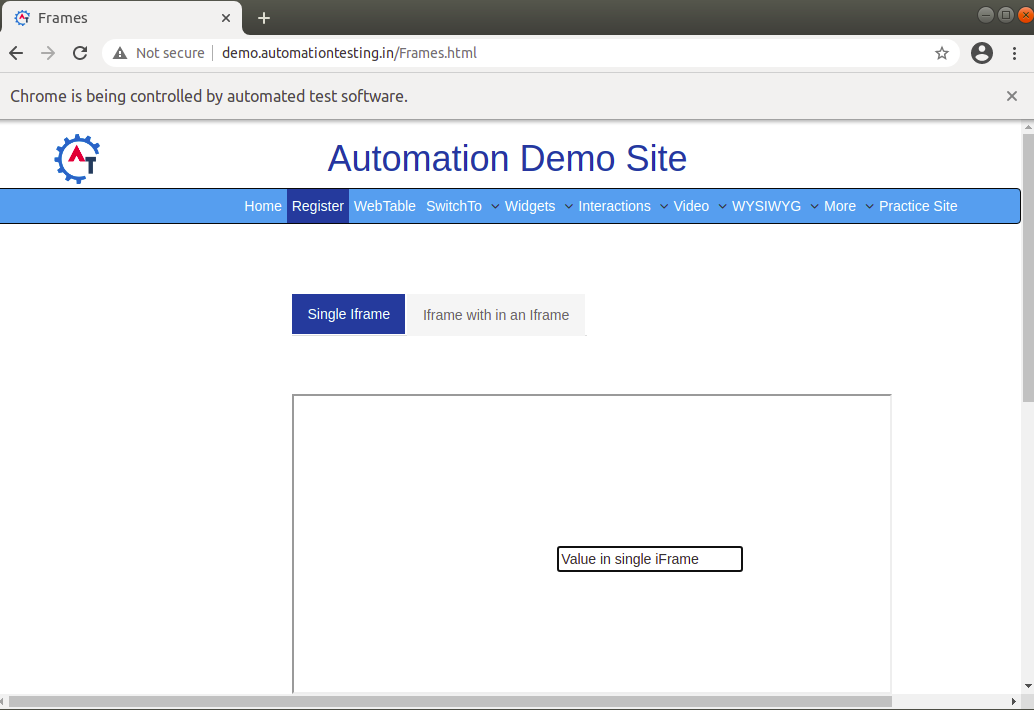 Frames
Not secure demo.automationtesting.in/Frames.html
Chrome is being controlled by automated test software.
AT
Automation Demo Site
Home Register WebTable SwitchTo Widgets Interactions Video WYSIWYG More Practice Site
Single Iframe Iframe with in an Iframe
Value in single iFrame